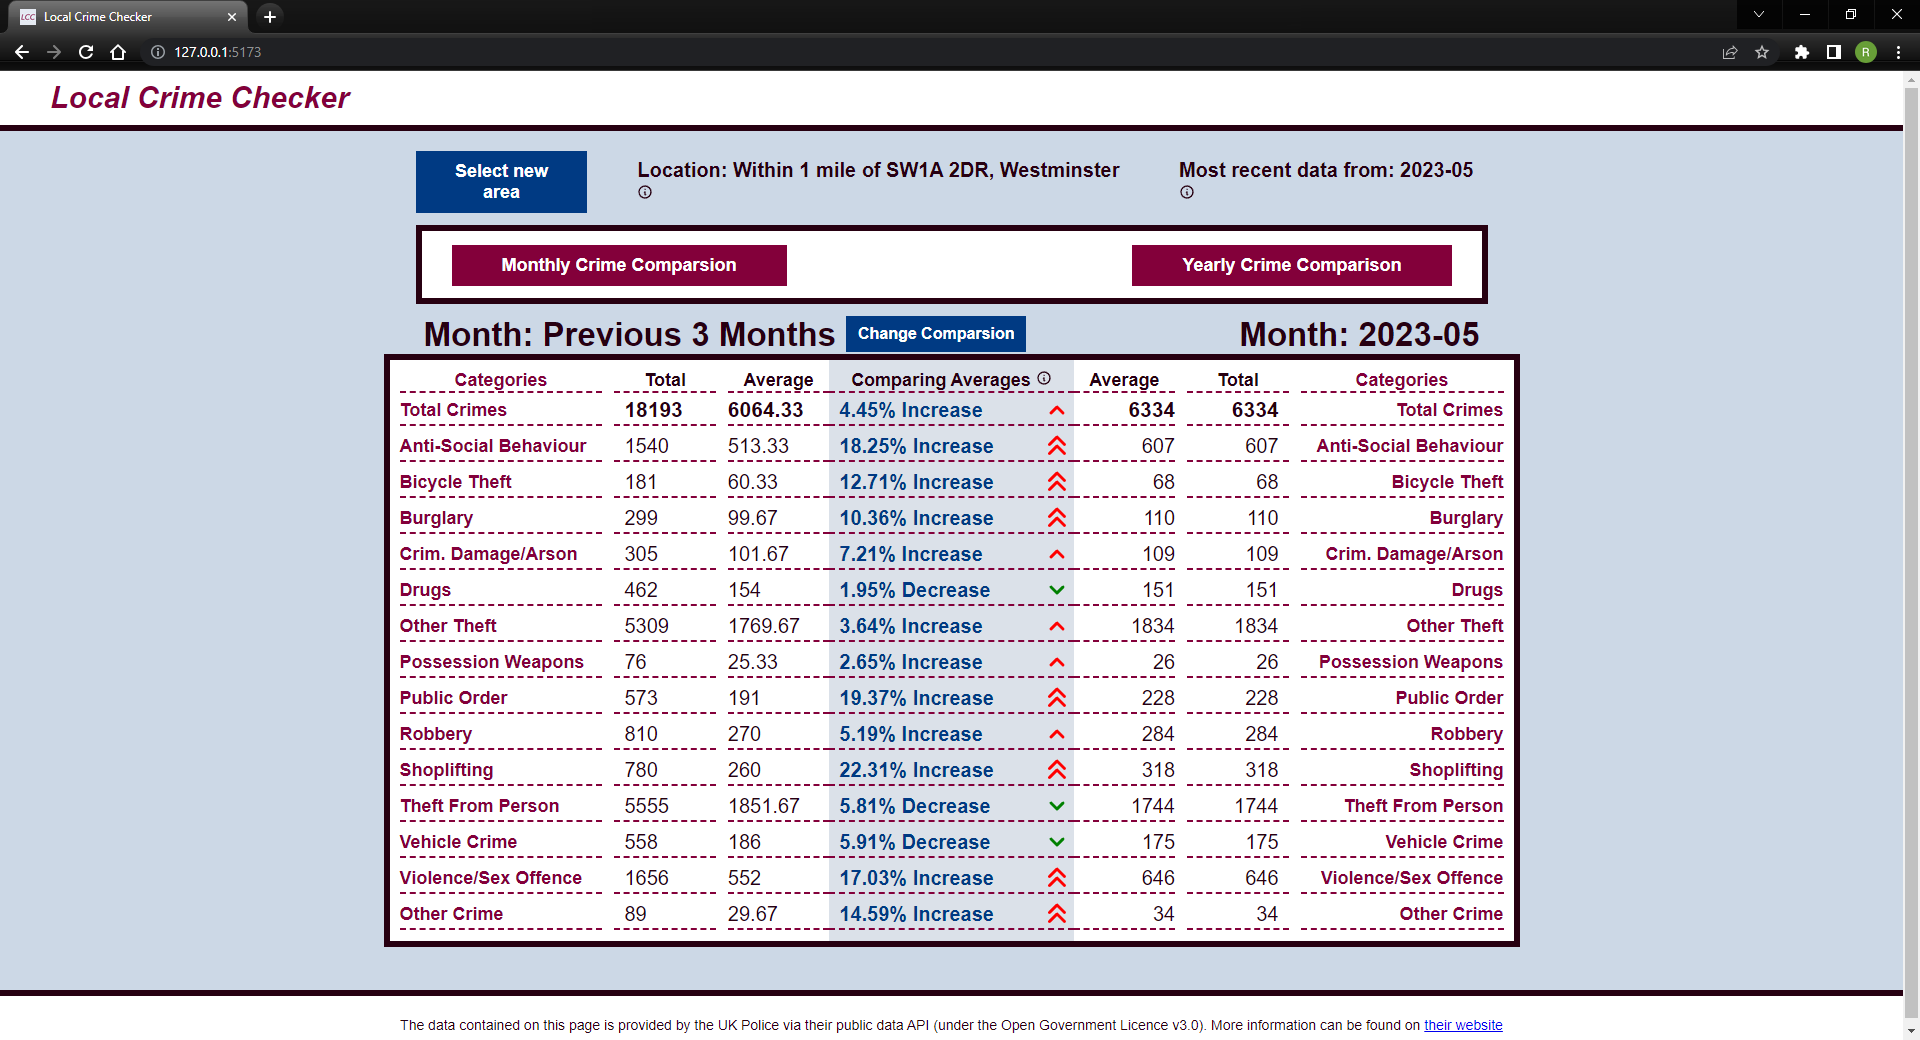 LCC Local Crime Checker
127.0.0.1:5173
R
Local Crime Checker
Select new
area
Location: Within 1 mile of SW1A 2DR, Westminster
Most recent data from: 2023-05
Monthly Crime Comparsion
Yearly Crime Comparison
Month: Previous 3 Months
Change Comparsion
Month: 2023-05
Categories Total Average Comparing Averages Average Total Categories
Total Crimes 18193 6064.33 4.45% Increase 6334 6334 Total Crimes
Anti-Social Behaviour 1540 513.33 18.25% Increase 607 607 Anti-Social Behaviour
Bicycle Theft 181 60.33 12.71% Increase 68 68 Bicycle Theft
Burglary 299 99.67 10.36% Increase 110 110 Burglary
Crim. Damage/Arson 305 101.67 7.21% Increase 109 109 Crim. Damage/Arson
Drugs 462 154 1.95% Decrease 151 151 Drugs
Other Theft 5309 1769.67 3.64% Increase 1834 1834 Other Theft
Possession Weapons 76 25.33 2.65% Increase 26 26 Possession Weapons
Public Order 573 191 19.37% Increase 228 228 Public Order
Robbery 810 270 5.19% Increase 284 284 Robbery
Shoplifting 780 260 22.31% Increase 318 318 Shoplifting
Theft From Person 5555 1851.67 5.81% Decrease 1744 1744 Theft From Person
Vehicle Crime 558 186 5.91% Decrease 175 175 Vehicle Crime
Violence/Sex Offence 1656 552 17.03% Increase 646 646 Violence/Sex Offence
Other Crime 89 29.67 14.59% Increase 34 34 Other Crime
The data contained on this page is provided by the UK Police via their public data API (under the Open Government Licence v3.0). More information can be found on their website